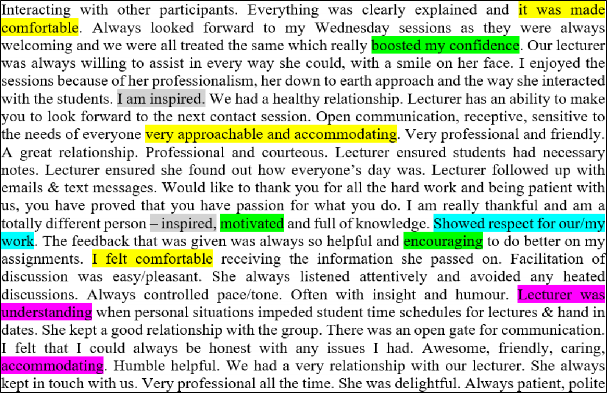 Interacting with other participants. Everything was clearly explained and it was made
comfortable. Always looked forward to my Wednesday sessions as they were always
welcoming and we were all treated the same which really boosted my confidence. Our lecturer
was always willing to assist in every way she could, with a smile on her face. I enjoyed the
sessions because of her professionalism, her down to earth approach and the way she interacted
with the students. I am inspired. We had a healthy relationship. Lecturer has an ability to make
you to look forward to the next contact session. Open communication, receptive, sensitive to
the needs of everyone very approachable and accommodating. Very professional and friendly.
A great relationship. Professional and courteous. Lecturer ensured students had necessary
notes. Lecturer ensured she found out how everyone's day was. Lecturer followed up with
emails & text messages. Would like to thank you for all the hard work and being patient with
us, you have proved that you have passion for what you do. I am really thankful and am a
totally different person – inspired, motivated and full of knowledge. Showed respect for our/my
work. The feedback that was given was always so helpful and encouraging to do better on my
assignments. I felt comfortable receiving the information she passed on. Facilitation of
discussion was easy/pleasant. She always listened attentively and avoided any heated
discussions. Always controlled pace/tone. Often with insight and humour. Lecturer was
understanding when personal situations impeded student time schedules for lectures & hand in
dates. She kept a good relationship with the group. There was an open gate for communication.
I felt that I could always be honest with any issues I had. Awesome, friendly, caring,
accommodating. Humble helpful. We had a very relationship with our lecturer. She always
kept in touch with us. Very professional all the time. She was delightful. Always patient, polite